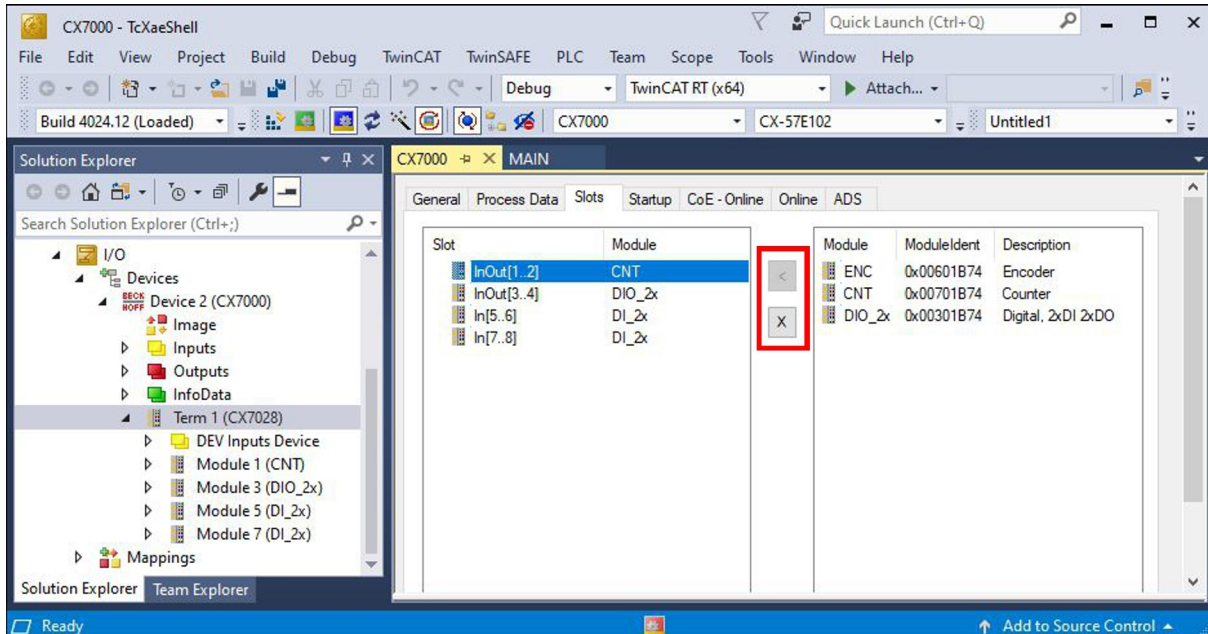 CX7000 - TcXaeShell
Quick Launch (Ctrl+Q)
File Edit View Project Build Debug TwinCAT TwinSAFE PLC Team Scope Tools Window Help
Debug TwinCAT RT (x64) Attach...
Build 4024.12 (Loaded) CX7000 CX-57E102 Untitled1
Solution Explorer
Search Solution Explorer (Ctrl+;)
I/O
Devices
BECK
HOFF
Device 2 (CX7000)
Image
Inputs
Outputs
InfoData
Term 1 (CX7028)
DEV Inputs Device
Module 1 (CNT)
Module 3 (DIO_2x)
Module 5 (DI_2x)
Module 7 (DI_2x)
Mappings
Solution Explorer Team Explorer
CX7000 MAIN
General Process Data Slots Startup CoE - Online Online ADS
Slot Module
InOut[1..2] CNT
InOut[3..4] DIO_2x
In[5..6] DI_2x
In[7..8] DI_2x
<
X
Module ModuleIdent Description
ENC 0x00601B74 Encoder
CNT 0x00701B74 Counter
DIO_2x 0x00301B74 Digital, 2xDI 2xDO
Ready
Add to Source Control